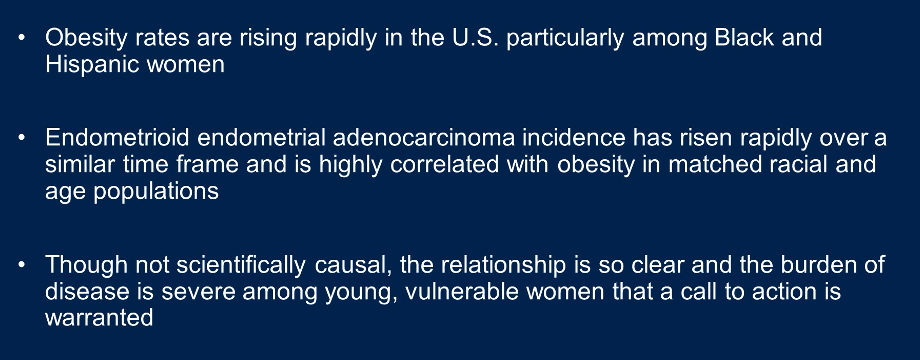 • Obesity rates are rising rapidly in the U.S. particularly among Black and
Hispanic women
• Endometrioid endometrial adenocarcinoma incidence has risen rapidly over a
similar time frame and is highly correlated with obesity in matched racial and
age populations
• Though not scientifically causal, the relationship is so clear and the burden of
disease is severe among young, vulnerable women that a call to action is
warranted